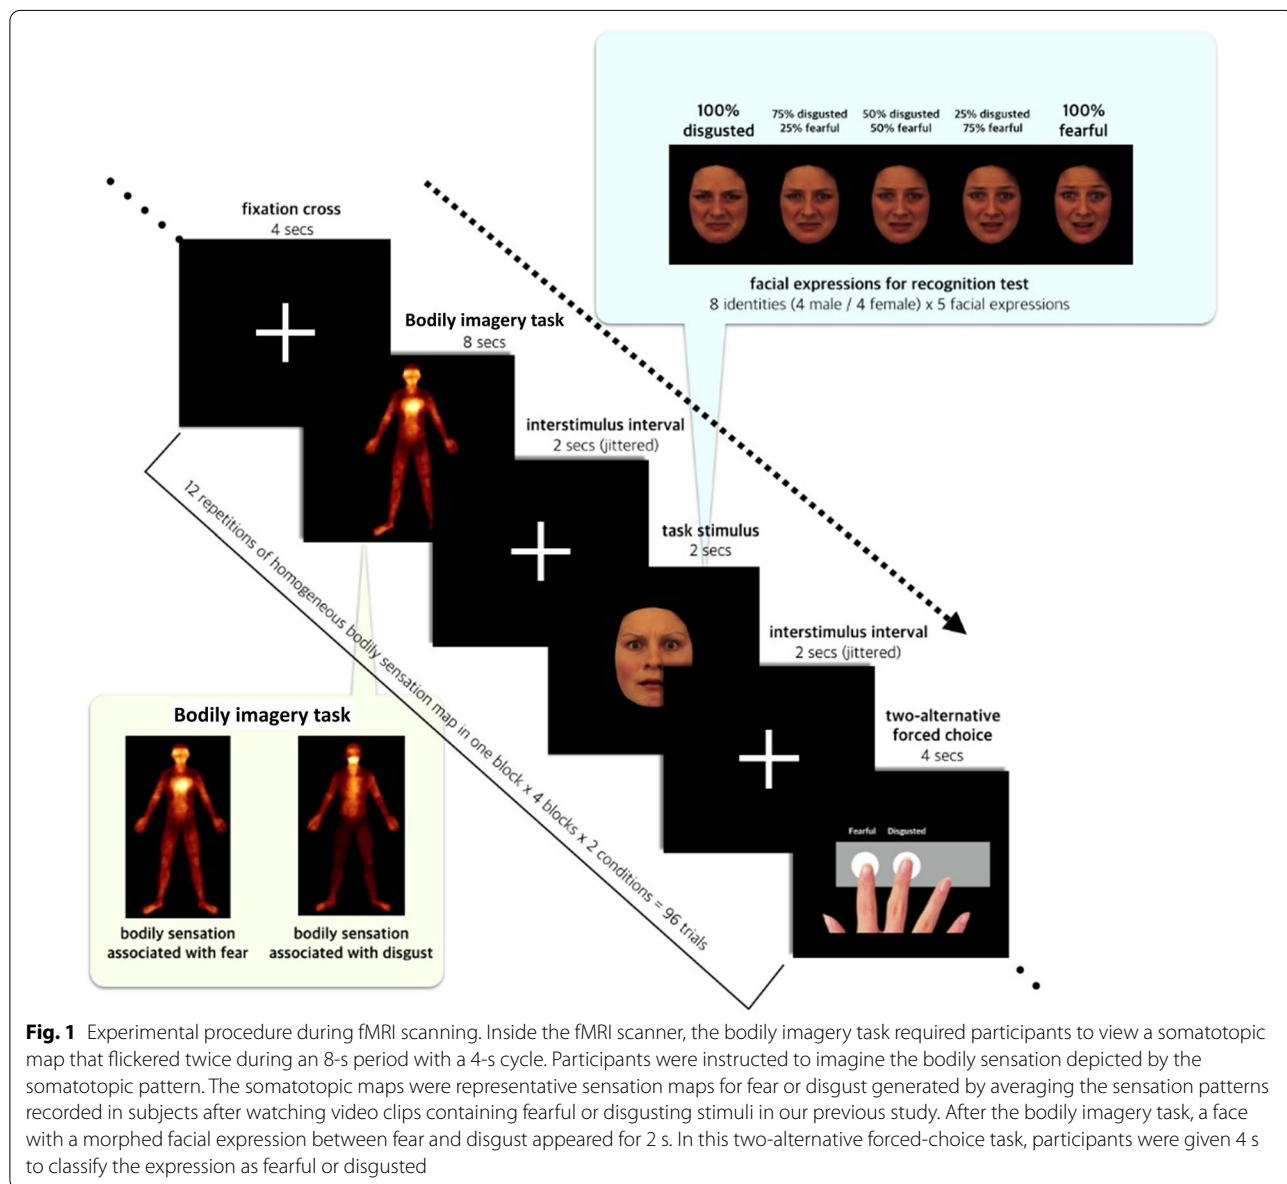 100%
disgusted
75% disgusted
25% fearful
50% disgusted
50% fearful
25% disgusted
75% fearful
100%
fearful
facial expressions for recognition test
8 identities (4 male / 4 female) x 5 facial expressions
fixation cross
4 secs
Bodily imagery task
8 secs
interstimulus interval
2 secs (jittered)
task stimulus
2 secs
interstimulus interval
2 secs (jittered)
two-alternative
forced choice
4 secs
Fearful Disgusted
12 repetitions of homogeneous bodily sensation map in one block x 4 blocks x 2 conditions = 96 trials
Bodily imagery task
bodily sensation
associated with fear
bodily sensation
associated with disgust
Fig. 1 Experimental procedure during fMRI scanning. Inside the fMRI scanner, the bodily imagery task required participants to view a somatotopic
map that flickered twice during an 8-s period with a 4-s cycle. Participants were instructed to imagine the bodily sensation depicted by the
somatotopic pattern. The somatotopic maps were representative sensation maps for fear or disgust generated by averaging the sensation patterns
recorded in subjects after watching video clips containing fearful or disgusting stimuli in our previous study. After the bodily imagery task, a face
with a morphed facial expression between fear and disgust appeared for 2 s. In this two-alternative forced-choice task, participants were given 4 s
to classify the expression as fearful or disgusted